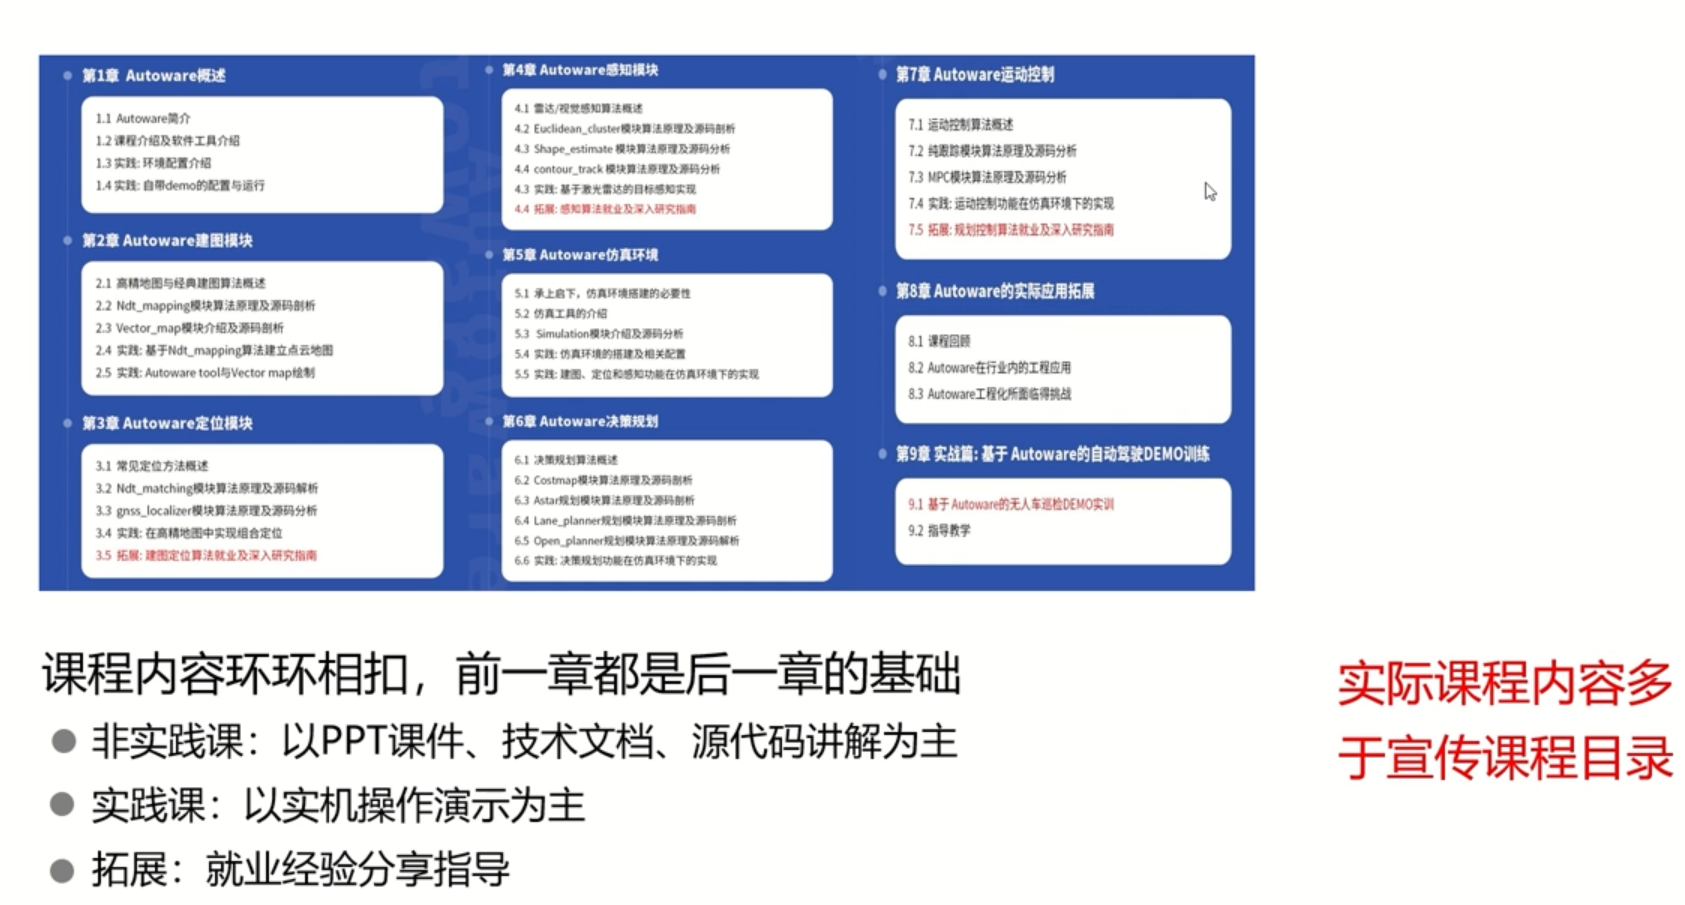 第1章 Autoware概述
1.1 Autoware简介
1.2 课程介绍及软件工具介绍
1.3 实践: 环境配置介绍
1.4 实践: 自带demo的配置与运行
第2章 Autoware建图模块
2.1 高精地图与经典建图算法概述
2.2 Ndt_mapping模块算法原理及源码剖析
2.3 Vector_map模块介绍及源码剖析
2.4 实践: 基于Ndt_mapping算法建立点云地图
2.5 实践: Autoware tool与Vector map绘制
第3章 Autoware定位模块
3.1 常见定位方法概述
3.2 Ndt_matching模块算法原理及源码解析
3.3 gnss_localizer模块算法原理及源码分析
3.4 实践: 在高精地图中实现组合定位
3.5 拓展: 建图定位算法就业及深入研究指南
第4章 Autoware感知模块
4.1 雷达/视觉感知算法概述
4.2 Euclidean_cluster模块算法原理及源码剖析
4.3 Shape_estimate 模块算法原理及源码分析
4.4 contour_track 模块算法原理及源码分析
4.3 实践: 基于激光雷达的目标感知实现
4.4 拓展: 感知算法就业及深入研究指南
第5章 Autoware仿真环境
5.1 承上启下，仿真环境搭建的必要性
5.2 仿真工具的介绍
5.3 Simulation模块介绍及源码分析
5.4 实践: 仿真环境的搭建及相关配置
5.5 实践: 建图、定位和感知功能在仿真环境下的实现
第6章 Autoware决策规划
6.1 决策规划算法概述
6.2 Costmap模块算法原理及源码剖析
6.3 Astar规划模块算法原理及源码剖析
6.4 Lane_planner规划模块算法原理及源码剖析
6.5 Open_planner规划模块算法原理及源码解析
6.6 实践: 决策规划功能在仿真环境下的实现
第7章 Autoware运动控制
7.1 运动控制算法概述
7.2 纯跟踪模块算法原理及源码分析
7.3 MPC模块算法原理及源码分析
7.4 实践: 运动控制功能在仿真环境下的实现
7.5 拓展: 规划控制算法就业及深入研究指南
第8章 Autoware的实际应用拓展
8.1 课程回顾
8.2 Autoware在行业内的工程应用
8.3 Autoware工程化所面临得挑战
第9章 实战篇: 基于 Autoware的自动驾驶DEMO训练
9.1 基于 Autoware的无人车巡检DEMO实训
9.2 指导教学
课程内容环环相扣，前一章都是后一章的基础
● 非实践课：以PPT课件、技术文档、源代码讲解为主
● 实践课：以实机操作演示为主
● 拓展：就业经验分享指导
实际课程内容多
于宣传课程目录